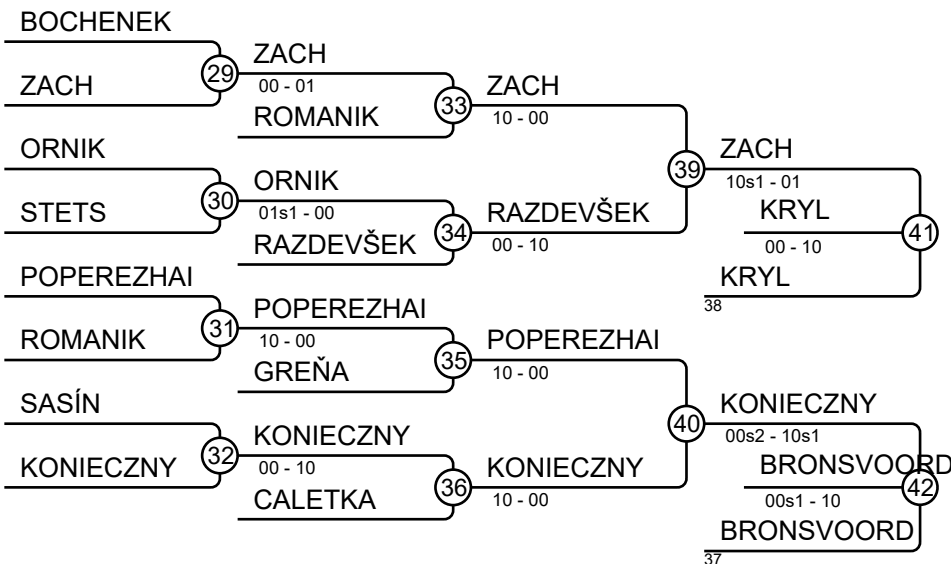 BOCHENEK
ZACH
29
ZACH
00 - 01
ROMANIK
33
ZACH
10 - 00
ORNIK
STETS
30
ORNIK
01s1 - 00
RAZDEVŠEK
34
RAZDEVŠEK
00 - 10
39
ZACH
10s1 - 01
KRYL
00 - 10
KRYL
38
41
POPEREZHAI
ROMANIK
31
POPEREZHAI
10 - 00
GREŇA
35
POPEREZHAI
10 - 00
SASÍN
KONIECZNY
32
KONIECZNY
00 - 10
CALETKA
36
KONIECZNY
10 - 00
40
KONIECZNY
00s2 - 10s1
BRONSVOORD
00s1 - 10
BRONSVOORD
37
42